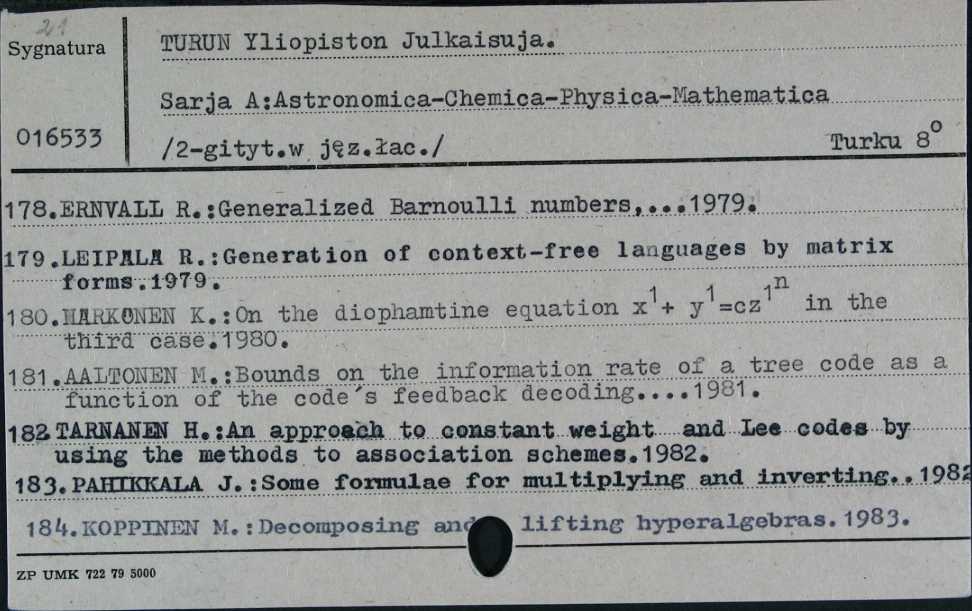 21
Sygnatura
TURUN Yliopiston Julkaisuja.
Sarja A:Astronomica-Chemica-Physica-Mathematica
016533
/2-gityt.w jęz.łac./ Turku 8°
178.ERNVALL R.:Generalized Barnoulli numbers,...1979.
179.LEIPALA R.:Generation of context-free languages by matrix
forms.1979.
180.HARKONEN K.:On the diophamtine equation x¹+ y¹=cz¹ⁿ in the
third case.1980.
181.AALTONEN M.:Bounds on the information rate of a tree code as a
function of the code´s feedback decoding....1981.
182 TARNANEN H.:An approach to constant weight and Lee codes by
using the methods to association schemes.1982.
183.PAHIKKALA J.:Some formulae for multiplying and inverting..1982
184.KOPPINEN M.:Decomposing and lifting hyperalgebras.1983.
ZP UMK 722 79 5000